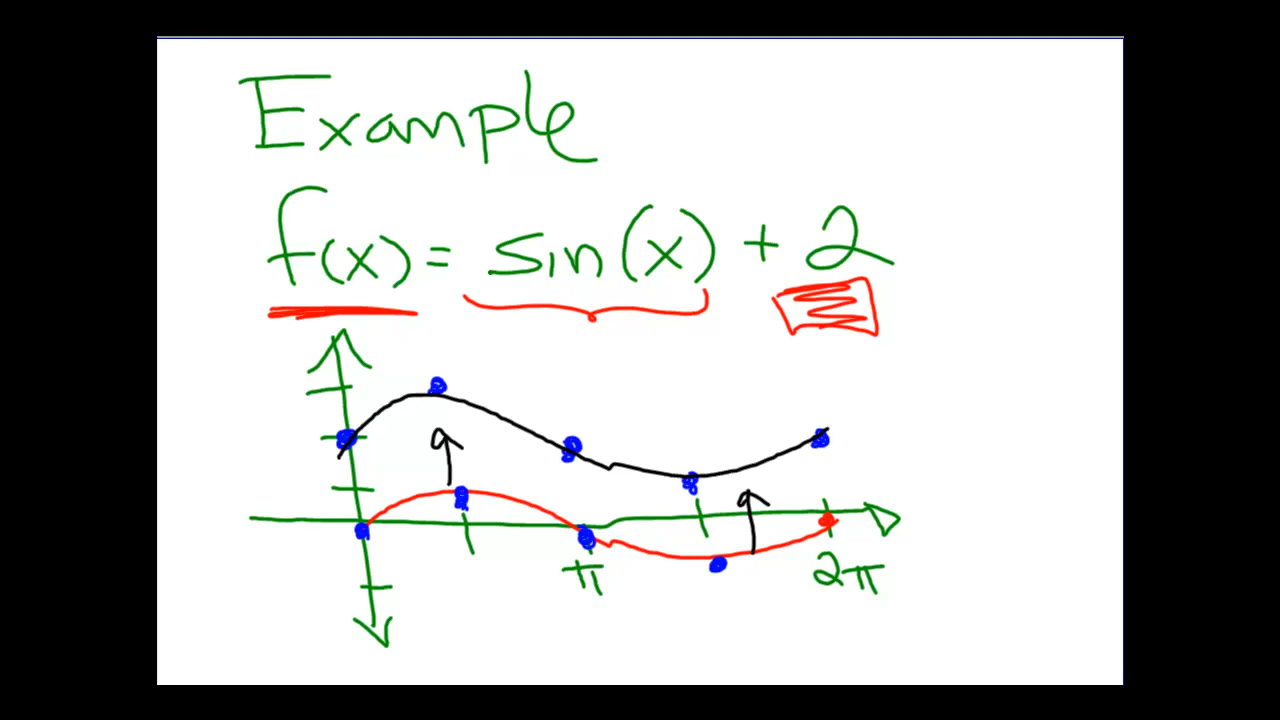 Example
f(x) = sin(x) + 2
π 2π